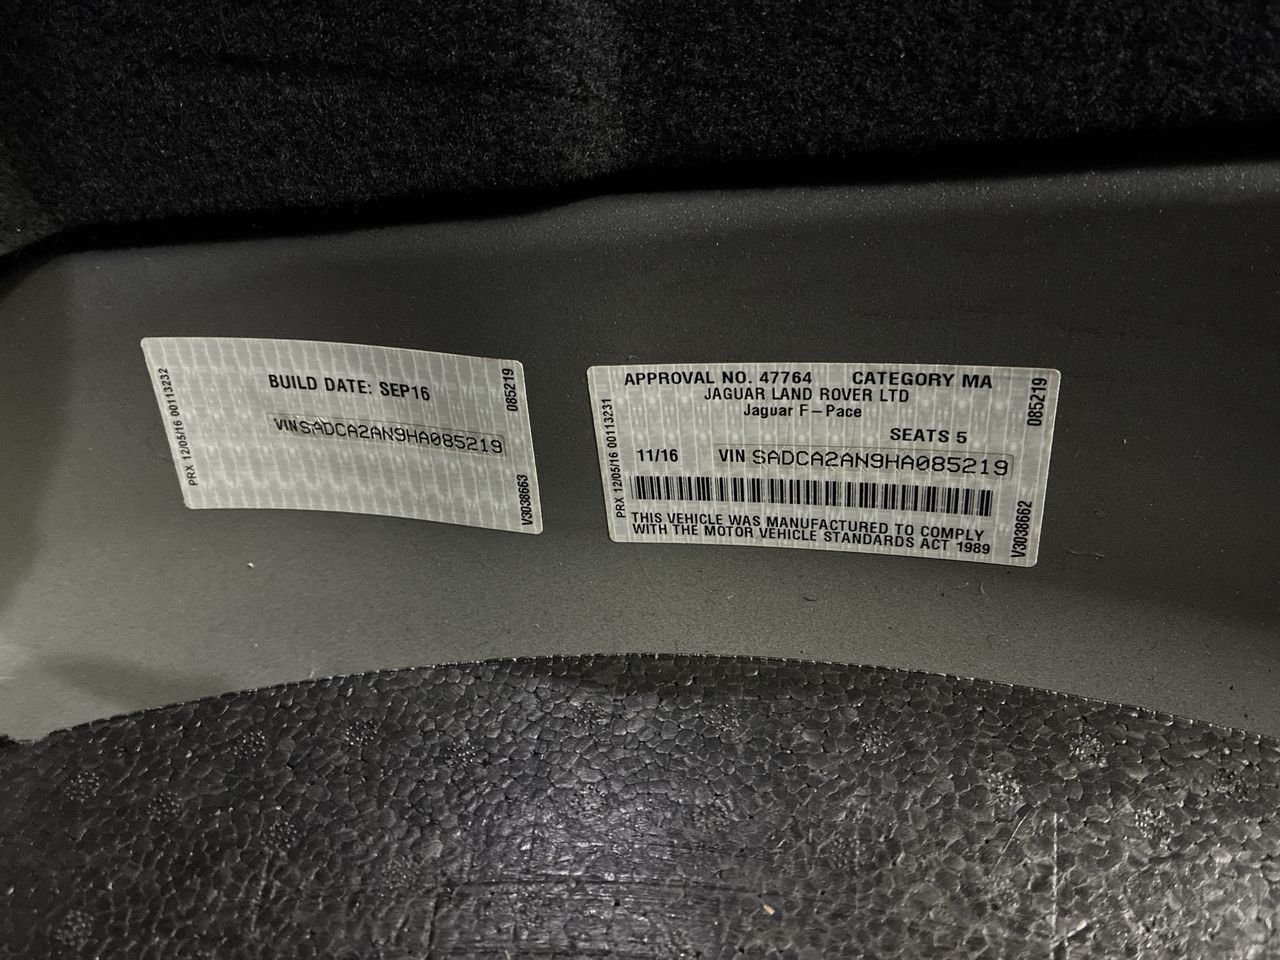 BUILD DATE: SEP16
VIN SADCA2AN9HA085219
PRX 12/05/16 00113232
085219
V3038663
APPROVAL NO. 47764 CATEGORY MA
JAGUAR LAND ROVER LTD
Jaguar F-Pace
SEATS 5
11/16 VIN SADCA2AN9HA085219
THIS VEHICLE WAS MANUFACTURED TO COMPLY
WITH THE MOTOR VEHICLE STANDARDS ACT 1989
PRX 12/05/16 00113231
085219
V3038662